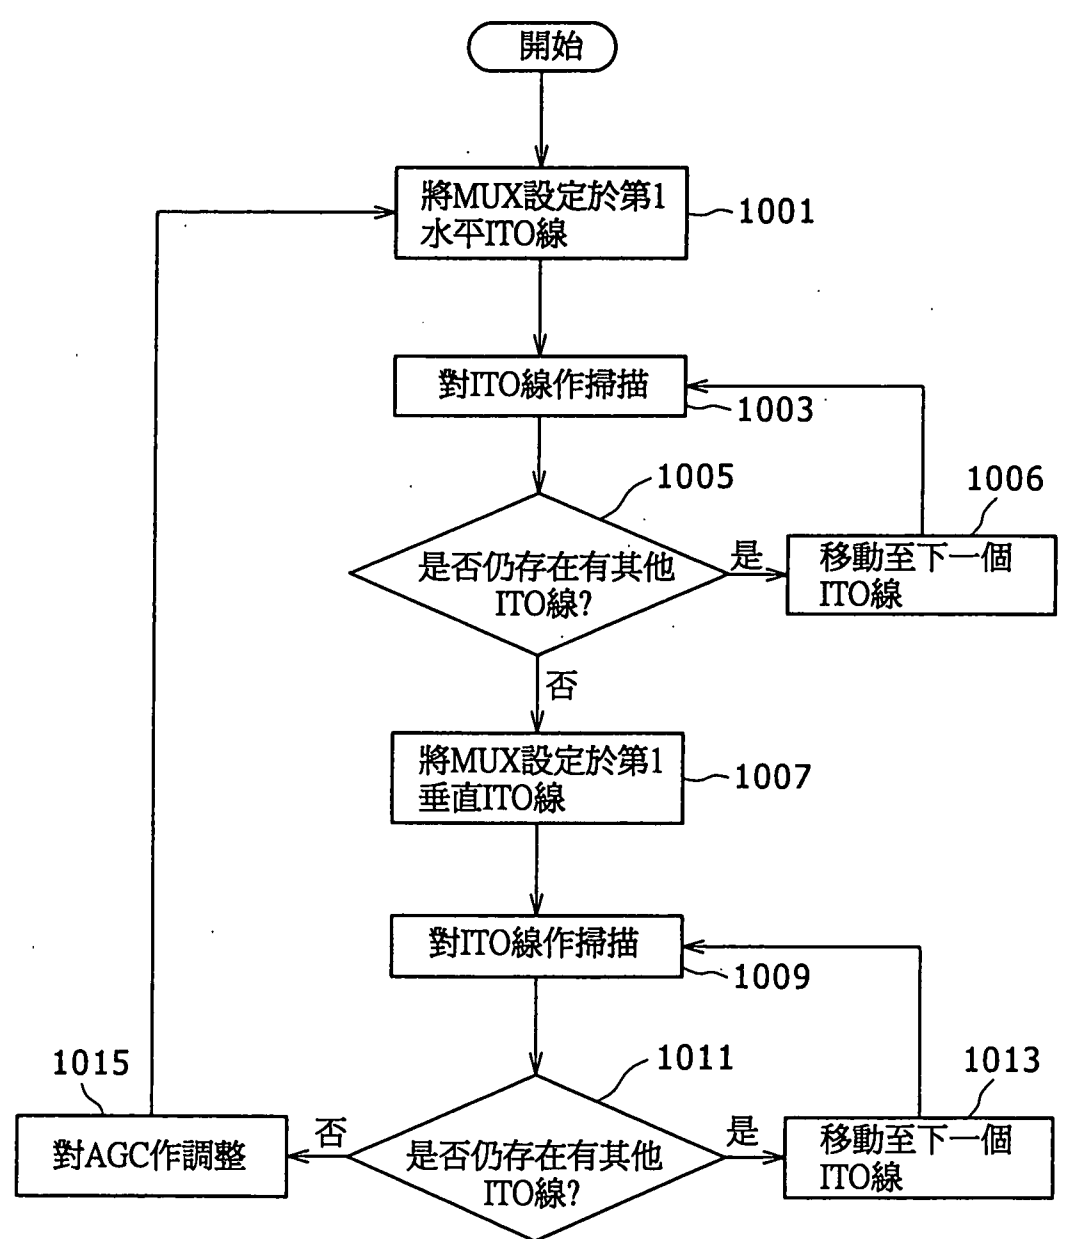 開始
將MUX設定於第1
水平ITO線
1001
對ITO線作掃描
1003
1005
是否仍存在有其他
ITO線?
是
1006
移動至下一個
ITO線
否
將MUX設定於第1
垂直ITO線
1007
對ITO線作掃描
1009
1011
是否仍存在有其他
ITO線?
是
1013
移動至下一個
ITO線
否
1015
對AGC作調整